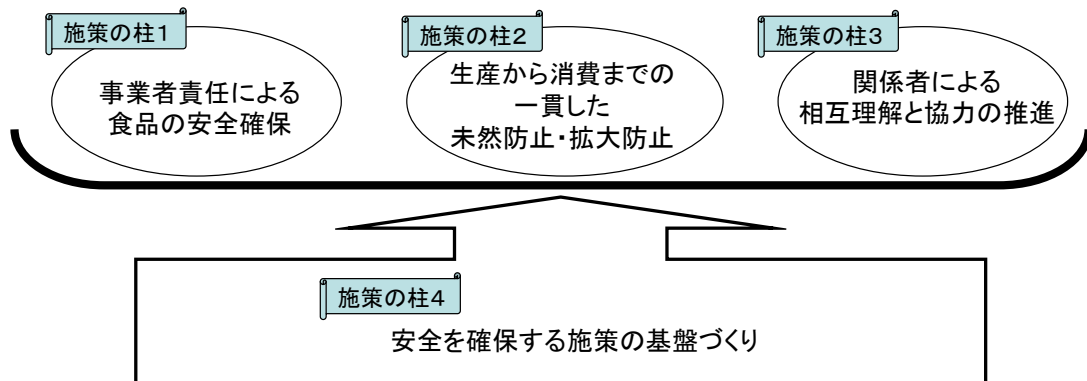 施策の柱1
事業者責任による
食品の安全確保
施策の柱2
生産から消費までの
一貫した
未然防止・拡大防止
施策の柱3
関係者による
相互理解と協力の推進
施策の柱4
安全を確保する施策の基盤づくり